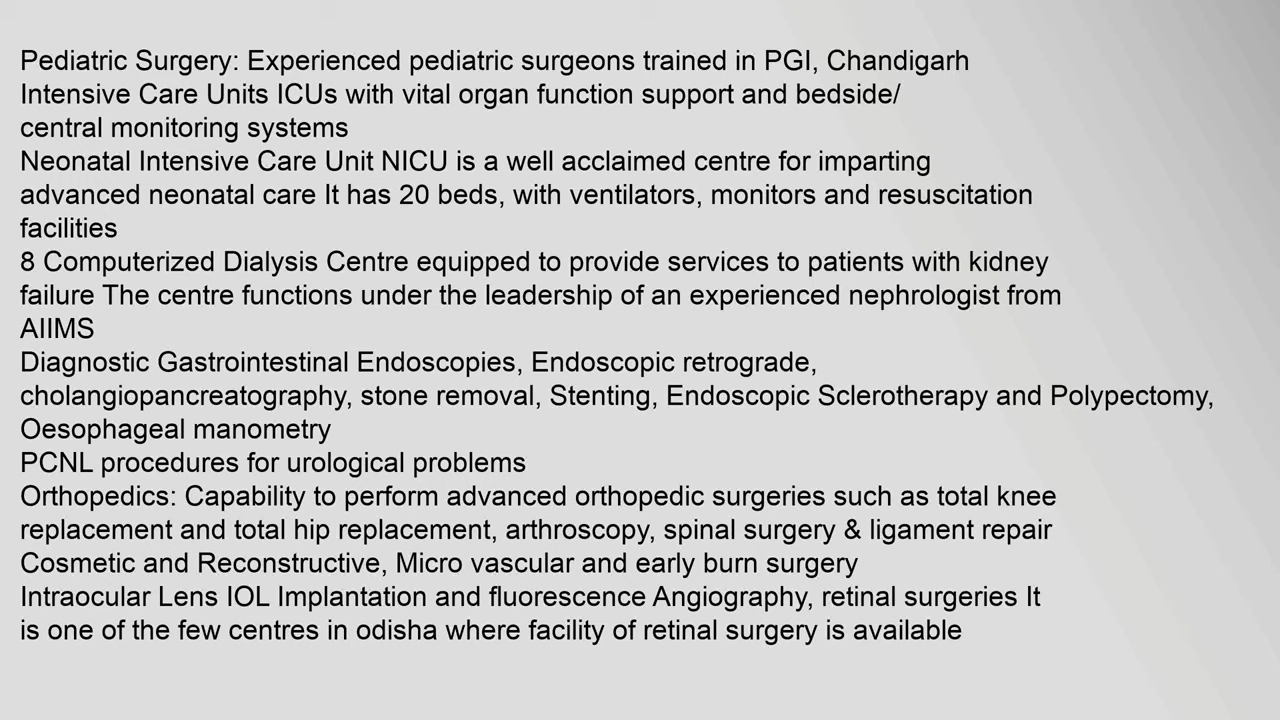 Pediatric Surgery: Experienced pediatric surgeons trained in PGI, Chandigarh
Intensive Care Units ICUs with vital organ function support and bedside/
central monitoring systems
Neonatal Intensive Care Unit NICU is a well acclaimed centre for imparting
advanced neonatal care It has 20 beds, with ventilators, monitors and resuscitation
facilities
8 Computerized Dialysis Centre equipped to provide services to patients with kidney
failure The centre functions under the leadership of an experienced nephrologist from
AIIMS
Diagnostic Gastrointestinal Endoscopies, Endoscopic retrograde,
cholangiopancreatography, stone removal, Stenting, Endoscopic Sclerotherapy and Polypectomy,
Oesophageal manometry
PCNL procedures for urological problems
Orthopedics: Capability to perform advanced orthopedic surgeries such as total knee
replacement and total hip replacement, arthroscopy, spinal surgery & ligament repair
Cosmetic and Reconstructive, Micro vascular and early burn surgery
Intraocular Lens IOL Implantation and fluorescence Angiography, retinal surgeries It
is one of the few centres in odisha where facility of retinal surgery is available